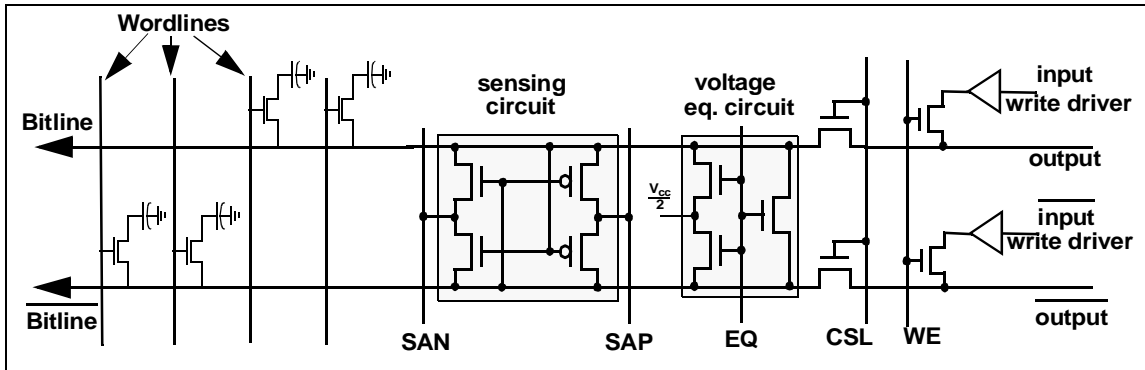 Wordlines
sensing
circuit
voltage
eq. circuit
input
write driver
Bitline
output
Vcc
2
input
write driver
Bitline
output
SAN
SAP
EQ
CSL
WE